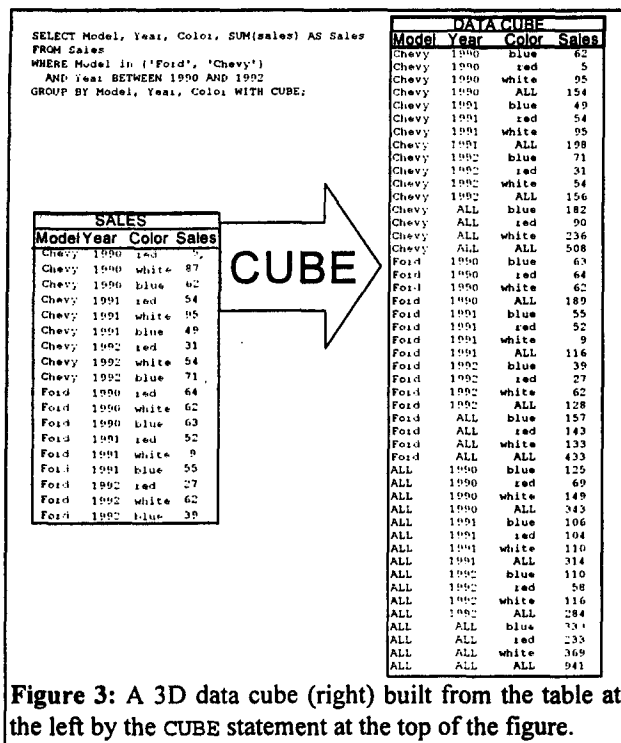 SELECT Model, Year, Color, SUM(sales) AS Sales
FROM Sales
WHERE Model in ('Ford', 'Chevy')
AND Year BETWEEN 1990 AND 1992
GROUP BY Model, Year, Color WITH CUBE;
SALES
Model Year Color Sales
Chevy 1990 red 5
Chevy 1990 white 87
Chevy 1990 blue 62
Chevy 1991 red 54
Chevy 1991 white 95
Chevy 1991 blue 49
Chevy 1992 red 31
Chevy 1992 white 54
Chevy 1992 blue 71
Ford 1990 red 64
Ford 1990 white 62
Ford 1990 blue 63
Ford 1991 red 52
Ford 1991 white 9
Ford 1991 blue 55
Ford 1992 red 27
Ford 1992 white 62
Ford 1992 blue 39
CUBE
DATA CUBE
Model Year Color Sales
Chevy 1990 blue 62
Chevy 1990 red 5
Chevy 1990 white 95
Chevy 1990 ALL 154
Chevy 1991 blue 49
Chevy 1991 red 54
Chevy 1991 white 95
Chevy 1991 ALL 198
Chevy 1992 blue 71
Chevy 1992 red 31
Chevy 1992 white 54
Chevy 1992 ALL 156
Chevy ALL blue 182
Chevy ALL red 90
Chevy ALL white 236
Chevy ALL ALL 508
Ford 1990 blue 63
Ford 1990 red 64
Ford 1990 white 62
Ford 1990 ALL 189
Ford 1991 blue 55
Ford 1991 red 52
Ford 1991 white 9
Ford 1991 ALL 116
Ford 1992 blue 39
Ford 1992 red 27
Ford 1992 white 62
Ford 1992 ALL 128
Ford ALL blue 157
Ford ALL red 143
Ford ALL white 133
Ford ALL ALL 433
ALL 1990 blue 125
ALL 1990 red 69
ALL 1990 white 149
ALL 1990 ALL 343
ALL 1991 blue 106
ALL 1991 red 104
ALL 1991 white 110
ALL 1991 ALL 314
ALL 1992 blue 110
ALL 1992 red 58
ALL 1992 white 116
ALL 1992 ALL 284
ALL ALL blue
ALL ALL red 233
ALL ALL white 369
ALL ALL ALL 941
Figure 3: A 3D data cube (right) built from the table at
the left by the CUBE statement at the top of the figure.